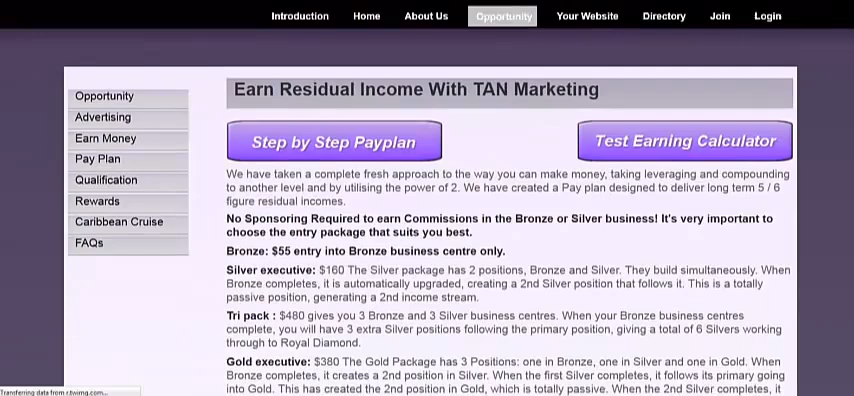 Introduction Home About Us Opportunity Your Website Directory Join Login
Opportunity
Advertising
Earn Money
Pay Plan
Qualification
Rewards
Caribbean Cruise
FAQs
Earn Residual Income With TAN Marketing
Step by Step Payplan
Test Earning Calculator
We have taken a complete fresh approach to the way you can make money, taking leveraging and compounding
to another level and by utilising the power of 2. We have created a Pay plan designed to deliver long term 5 / 6
figure residual incomes.
No Sponsoring Required to earn Commissions in the Bronze or Silver business! It's very important to
choose the entry package that suits you best.
Bronze: $55 entry into Bronze business centre only.
Silver executive: $160 The Silver package has 2 positions, Bronze and Silver. They build simultaneously. When
Bronze completes, it is automatically upgraded, creating a 2nd Silver position that follows it. This is a totally
passive position, generating a 2nd income stream.
Tri pack : $480 gives you 3 Bronze and 3 Silver business centres. When your Bronze business centres
complete, you will have 3 extra Silver positions following the primary position, giving a total of 6 Silvers working
through to Royal Diamond.
Gold executive: $380 The Gold Package has 3 Positions: one in Bronze, one in Silver and one in Gold. When
Bronze completes, it creates a 2nd position in Silver. When the first Silver completes, it follows its primary going
into Gold. This has created the 2nd position in Gold, which is totally passive. When the 2nd Silver completes, it
Transferring data from r.twimg.com...